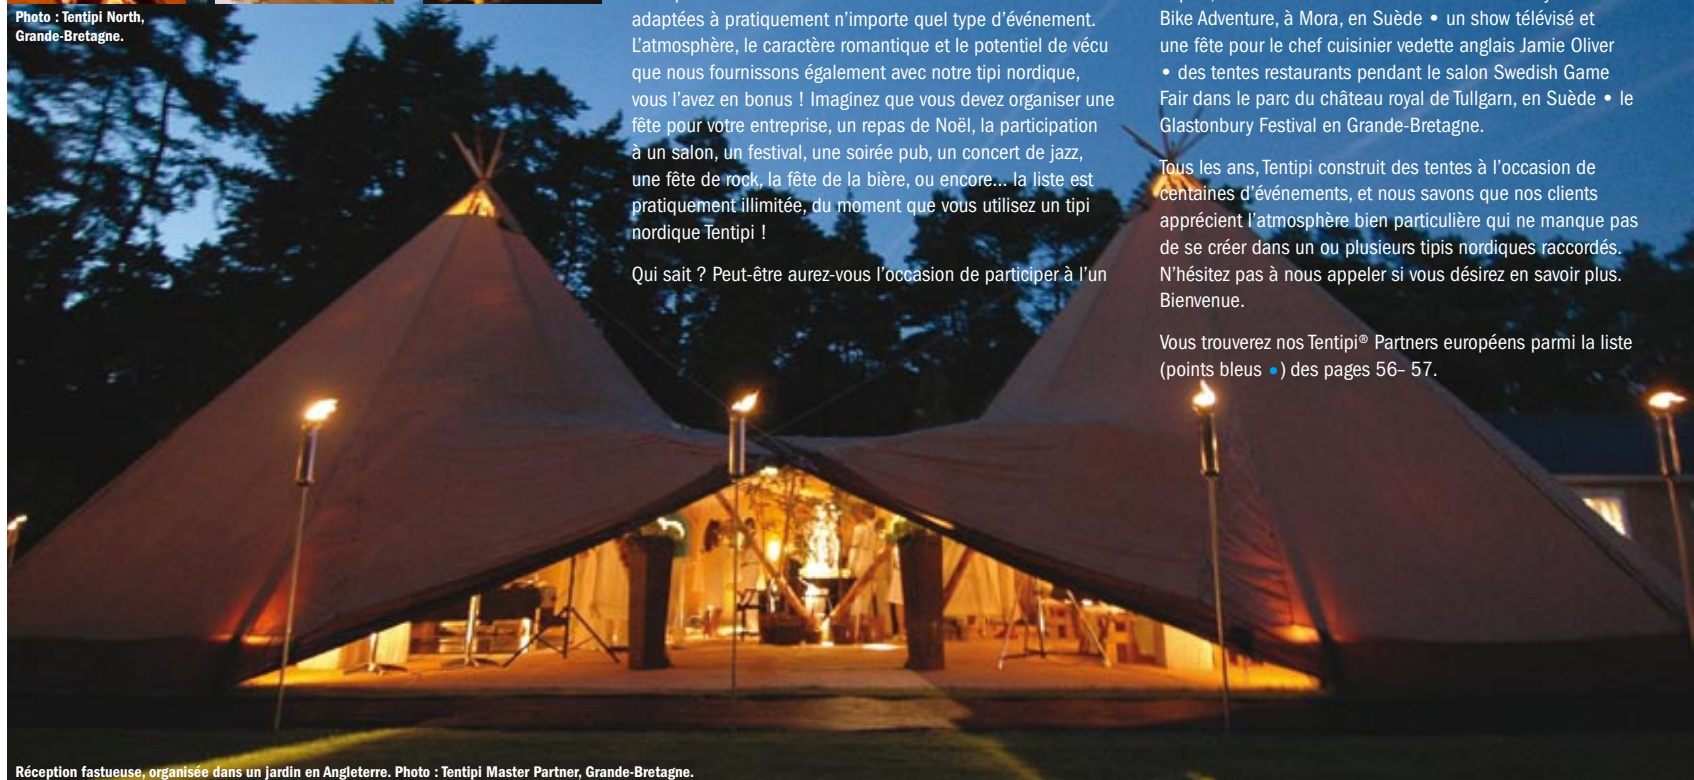 Photo : Tentipi North,
Grande-Bretagne.
adaptées à pratiquement n’importe quel type d’événement.
L’atmosphère, le caractère romantique et le potentiel de vécu
que nous fournissons également avec notre tipi nordique,
vous l’avez en bonus ! Imaginez que vous devez organiser une
fête pour votre entreprise, un repas de Noël, la participation
à un salon, un festival, une soirée pub, un concert de jazz,
une fête de rock, la fête de la bière, ou encore... la liste est
pratiquement illimitée, du moment que vous utilisez un tipi
nordique Tentipi !
Qui sait ? Peut-être aurez-vous l’occasion de participer à l’un
Bike Adventure, à Mora, en Suède • un show télévisé et
une fête pour le chef cuisinier vedette anglais Jamie Oliver
• des tentes restaurants pendant le salon Swedish Game
Fair dans le parc du château royal de Tullgarn, en Suède • le
Glastonbury Festival en Grande-Bretagne.
Tous les ans, Tentipi construit des tentes à l’occasion de
centaines d’événements, et nous savons que nos clients
apprécient l’atmosphère bien particulière qui ne manque pas
de se créer dans un ou plusieurs tipis nordiques raccordés.
N’hésitez pas à nous appeler si vous désirez en savoir plus.
Bienvenue.
Vous trouverez nos Tentipi® Partners européens parmi la liste
(points bleus •) des pages 56– 57.
Réception fastueuse, organisée dans un jardin en Angleterre. Photo : Tentipi Master Partner, Grande-Bretagne.